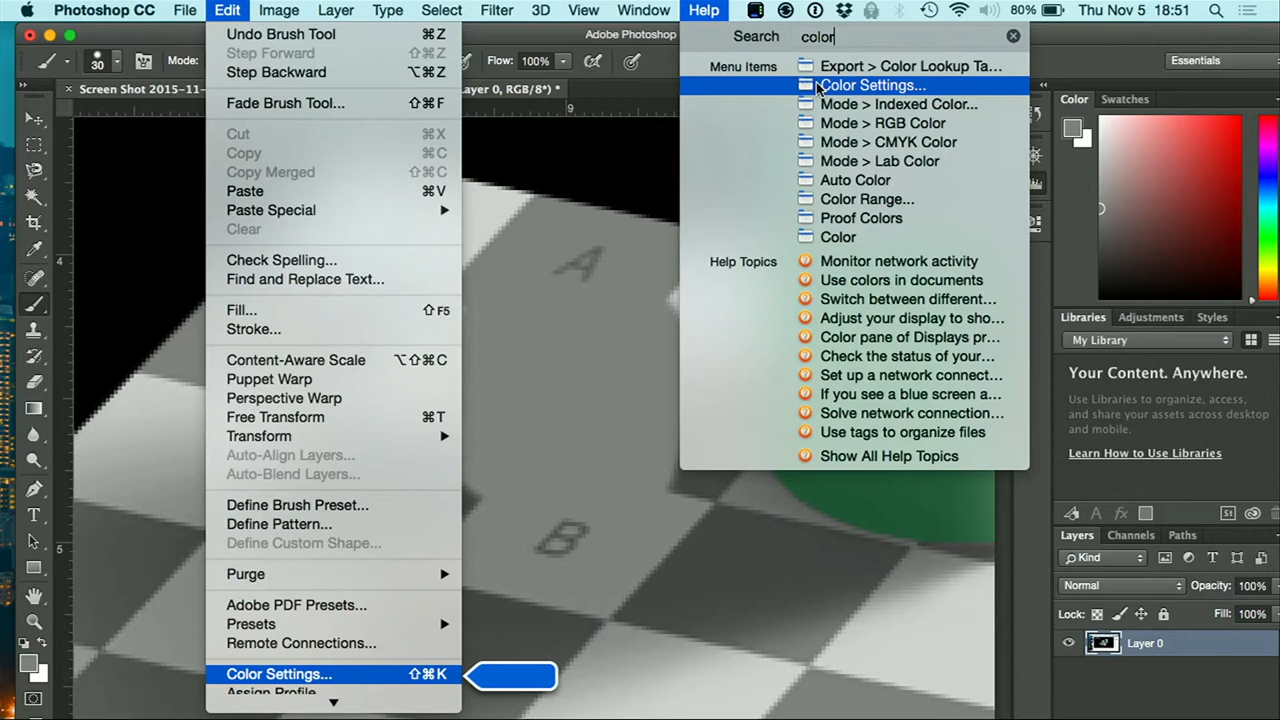 Photoshop CC File Edit Image Layer Type Select Filter 3D View Window Help 80% Thu Nov 5 18:51
Undo Brush Tool ⌘Z
Step Forward ⇧⌘Z
Step Backward ⌥⌘Z
Fade Brush Tool... ⇧⌘F
Cut ⌘X
Copy ⌘C
Copy Merged ⇧⌘C
Paste ⌘V
Paste Special
Clear
Check Spelling...
Find and Replace Text...
Fill... ⇧F5
Stroke...
Content-Aware Scale ⌥⇧⌘C
Puppet Warp
Perspective Warp
Free Transform ⌘T
Transform
Auto-Align Layers...
Auto-Blend Layers...
Define Brush Preset...
Define Pattern...
Define Custom Shape...
Purge
Adobe PDF Presets...
Presets
Remote Connections...
Color Settings... ⇧⌘K
Assign Profile
Search color
Menu Items
Export > Color Lookup Ta...
Color Settings...
Mode > Indexed Color...
Mode > RGB Color
Mode > CMYK Color
Mode > Lab Color
Auto Color
Color Range...
Proof Colors
Color
Help Topics
Monitor network activity
Use colors in documents
Switch between different...
Adjust your display to sho...
Color pane of Displays pr...
Check the status of your...
Set up a network connect...
If you see a blue screen a...
Solve network connection...
Use tags to organize files
Show All Help Topics
Adobe Photoshop
30 Mode:
Flow: 100%
Essentials
× Screen Shot 2015-11-
ayer 0, RGB/8*) *
9
4
5
A
B
Color Swatches
Libraries Adjustments Styles
My Library
Your Content. Anywhere.
Use Libraries to organize, access,
and share your assets across desktop
and mobile.
Learn How to Use Libraries
St
Layers Channels Paths
Kind
Normal Opacity: 100%
Lock: Fill: 100%
Layer 0